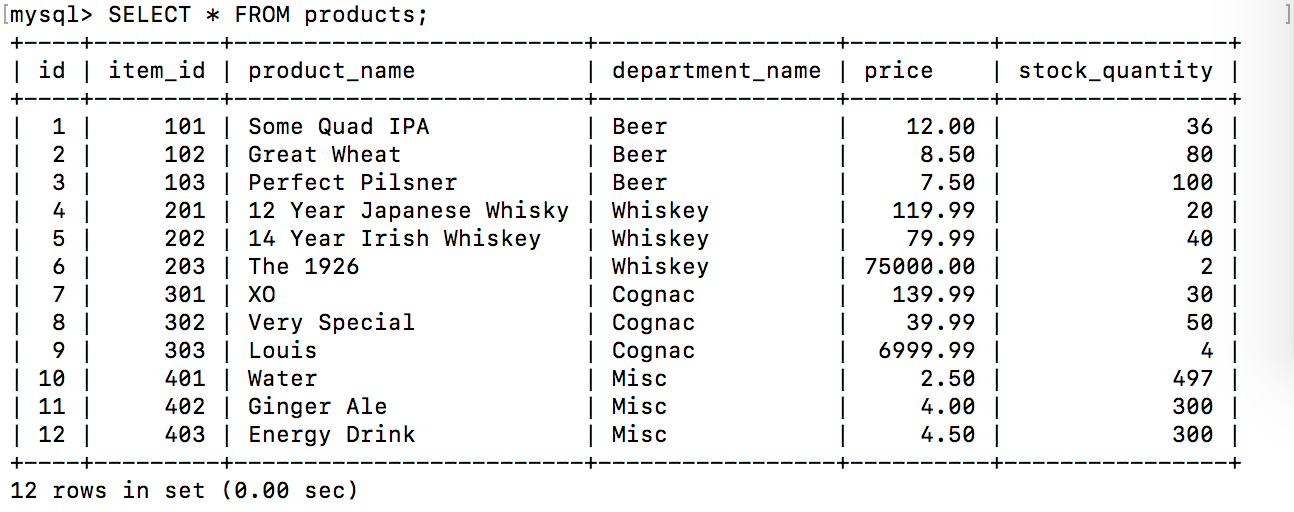 [mysql> SELECT * FROM products; ]
+----+---------+--------------------------+-----------------+----------+----------------+
| id | item_id | product_name             | department_name | price    | stock_quantity |
+----+---------+--------------------------+-----------------+----------+----------------+
|  1 |     101 | Some Quad IPA            | Beer            |    12.00 |             36 |
|  2 |     102 | Great Wheat              | Beer            |     8.50 |             80 |
|  3 |     103 | Perfect Pilsner          | Beer            |     7.50 |            100 |
|  4 |     201 | 12 Year Japanese Whisky  | Whiskey         |   119.99 |             20 |
|  5 |     202 | 14 Year Irish Whiskey    | Whiskey         |    79.99 |             40 |
|  6 |     203 | The 1926                 | Whiskey         | 75000.00 |              2 |
|  7 |     301 | XO                       | Cognac          |   139.99 |             30 |
|  8 |     302 | Very Special             | Cognac          |    39.99 |             50 |
|  9 |     303 | Louis                    | Cognac          |  6999.99 |              4 |
| 10 |     401 | Water                    | Misc            |     2.50 |            497 |
| 11 |     402 | Ginger Ale               | Misc            |     4.00 |            300 |
| 12 |     403 | Energy Drink             | Misc            |     4.50 |            300 |
+----+---------+--------------------------+-----------------+----------+----------------+
12 rows in set (0.00 sec)